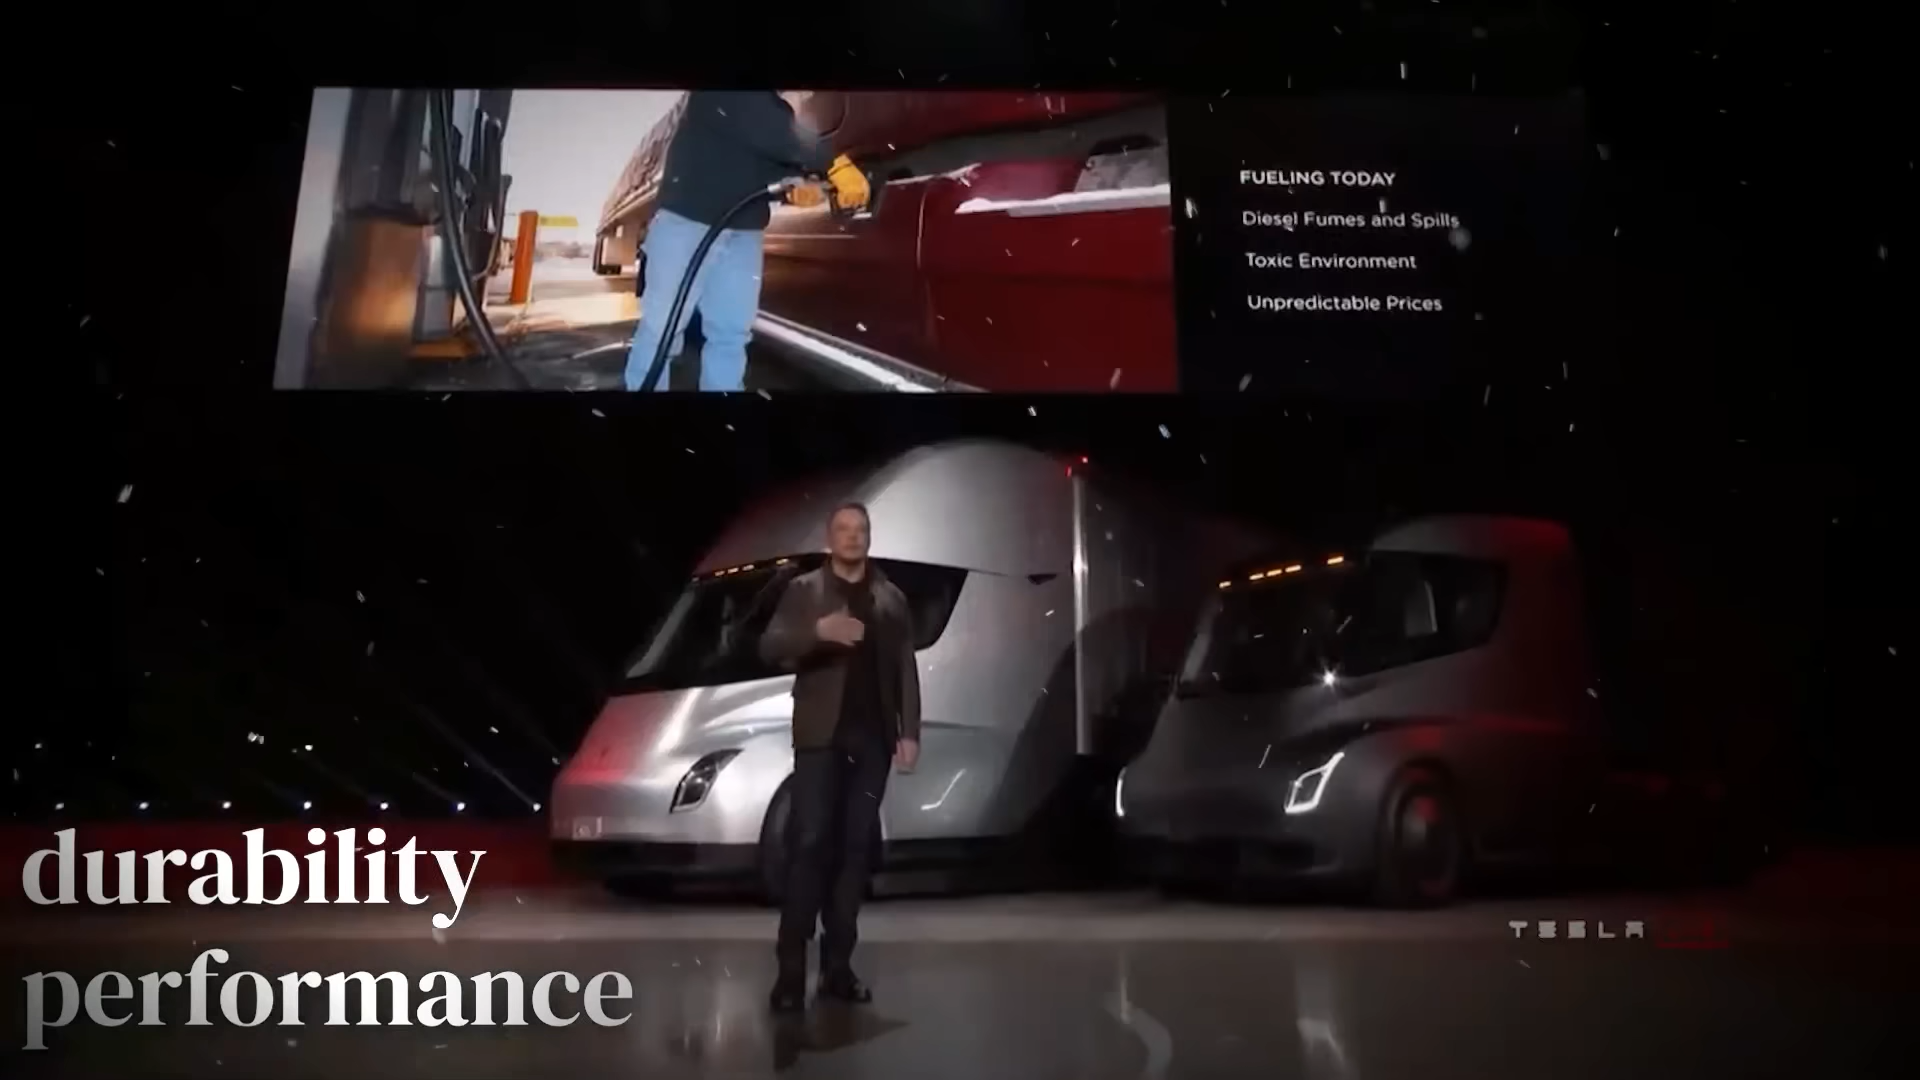 FUELING TODAY
Diesel Fumes and Spills
Toxic Environment
Unpredictable Prices
durability
performance
TESLA